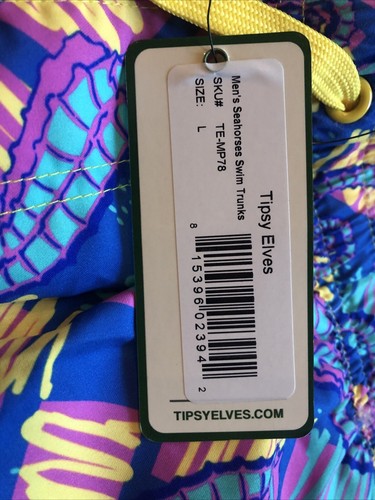 Tipsy Elves
Men's Seahorses Swim Trunks
SKU# TE-MP78
SIZE: L
8 15396 02394 2
TIPSYELVES.COM